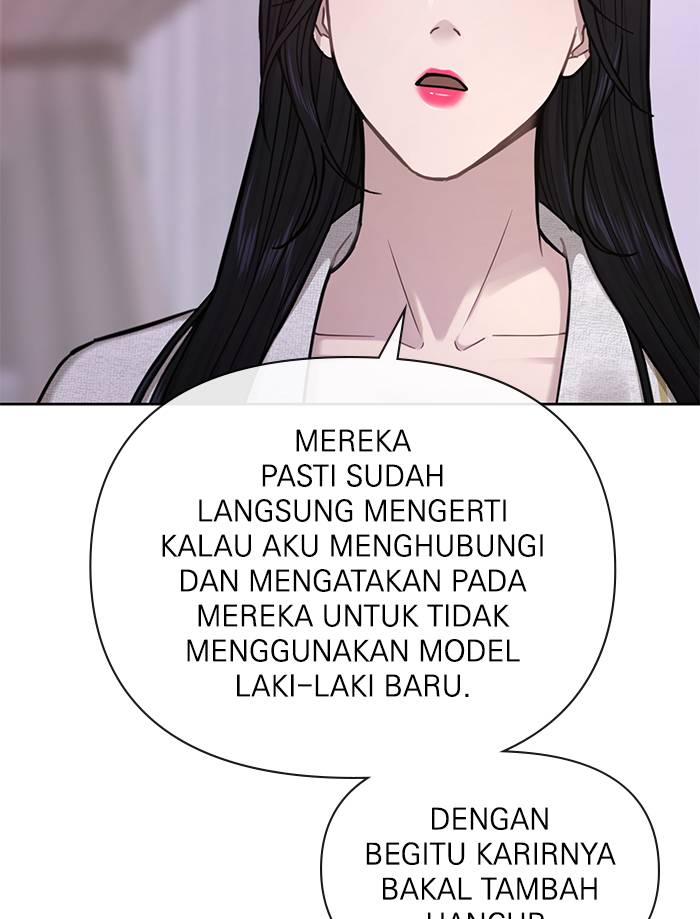 MEREKA
PASTI SUDAH
LANGSUNG MENGERTI
KALAU AKU MENGHUBUNGI
DAN MENGATAKAN PADA
MEREKA UNTUK TIDAK
MENGGUNAKAN MODEL
LAKI-LAKI BARU.
DENGAN
BEGITU KARIRNYA
BAKAL TAMBAH
HANCUR